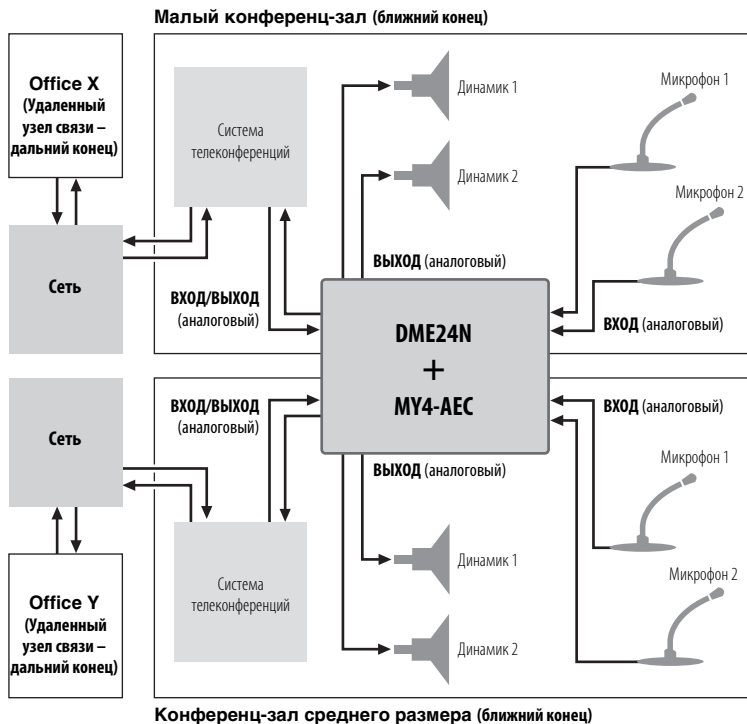 Малый конференц-зал (ближний конец)
Office X
(Удаленный
узел связи –
дальний конец)
Сеть
Система
телеконференций
Динамик 1
Динамик 2
Микрофон 1
Микрофон 2
ВЫХОД (аналоговый)
ВХОД/ВЫХОД
(аналоговый)
ВХОД (аналоговый)
DME24N
+
MY4-AEC
Сеть
ВХОД/ВЫХОД
(аналоговый)
ВЫХОД (аналоговый)
ВХОД (аналоговый)
Микрофон 1
Динамик 1
Микрофон 2
Динамик 2
Система
телеконференций
Office Y
(Удаленный
узел связи –
дальний конец)
Конференц-зал среднего размера (ближний конец)